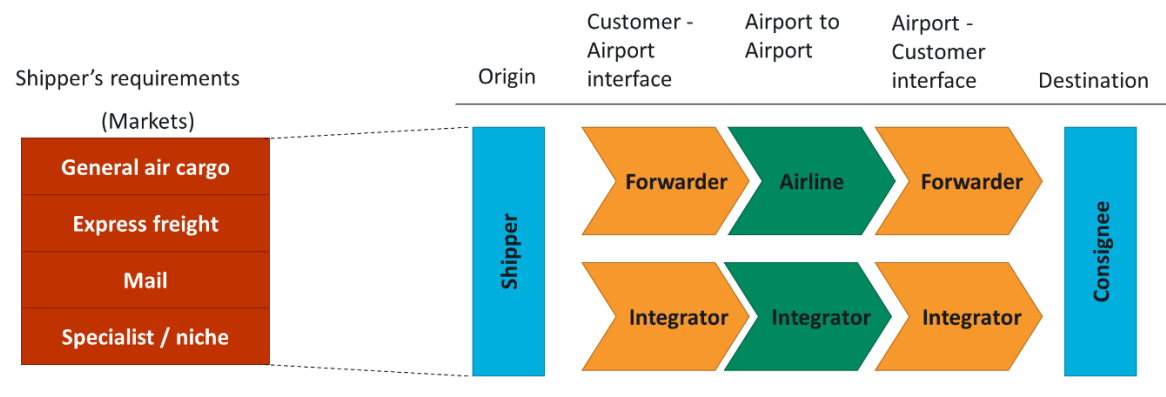 Customer -
Airport
interface
Airport to
Airport
Airport -
Customer
interface
Shipper's requirements
(Markets)
Origin
Destination
General air cargo
Express freight
Mail
Specialist / niche
Shipper
Forwarder
Airline
Forwarder
Integrator
Integrator
Integrator
Consignee